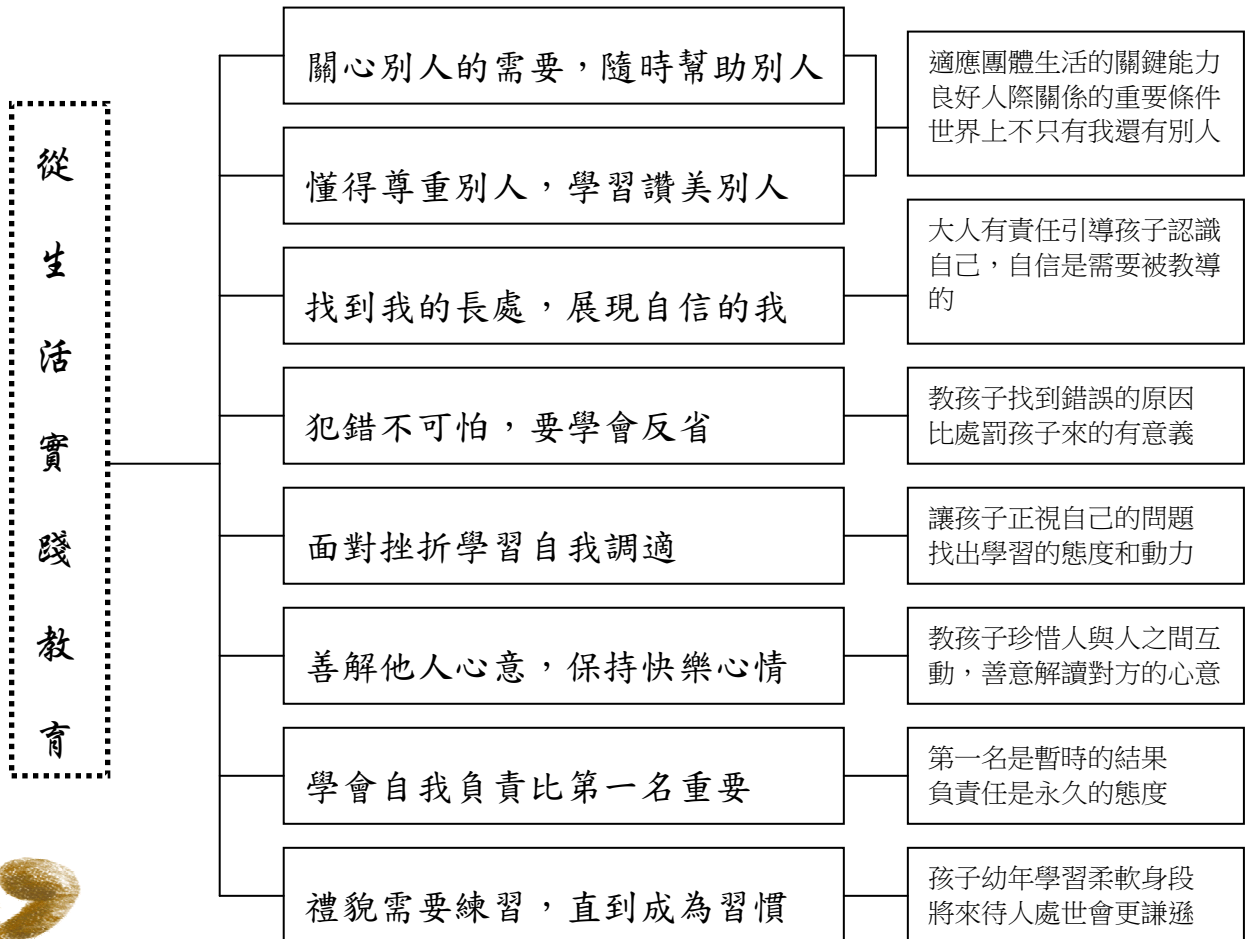 從生活實踐教育
關心別人的需要，隨時幫助別人
懂得尊重別人，學習讚美別人
適應團體生活的關鍵能力
良好人際關係的重要條件
世界上不只有我還有別人
找到我的長處，展現自信的我
大人有責任引導孩子認識
自己，自信是需要被教導
的
犯錯不可怕，要學會反省
教孩子找到錯誤的原因
比處罰孩子來的有意義
面對挫折學習自我調適
讓孩子正視自己的問題
找出學習的態度和動力
善解他人心意，保持快樂心情
教孩子珍惜人與人之間互
動，善意解讀對方的心意
學會自我負責比第一名重要
第一名是暫時的結果
負責任是永久的態度
禮貌需要練習，直到成為習慣
孩子幼年學習柔軟身段
將來待人處世會更謙遜